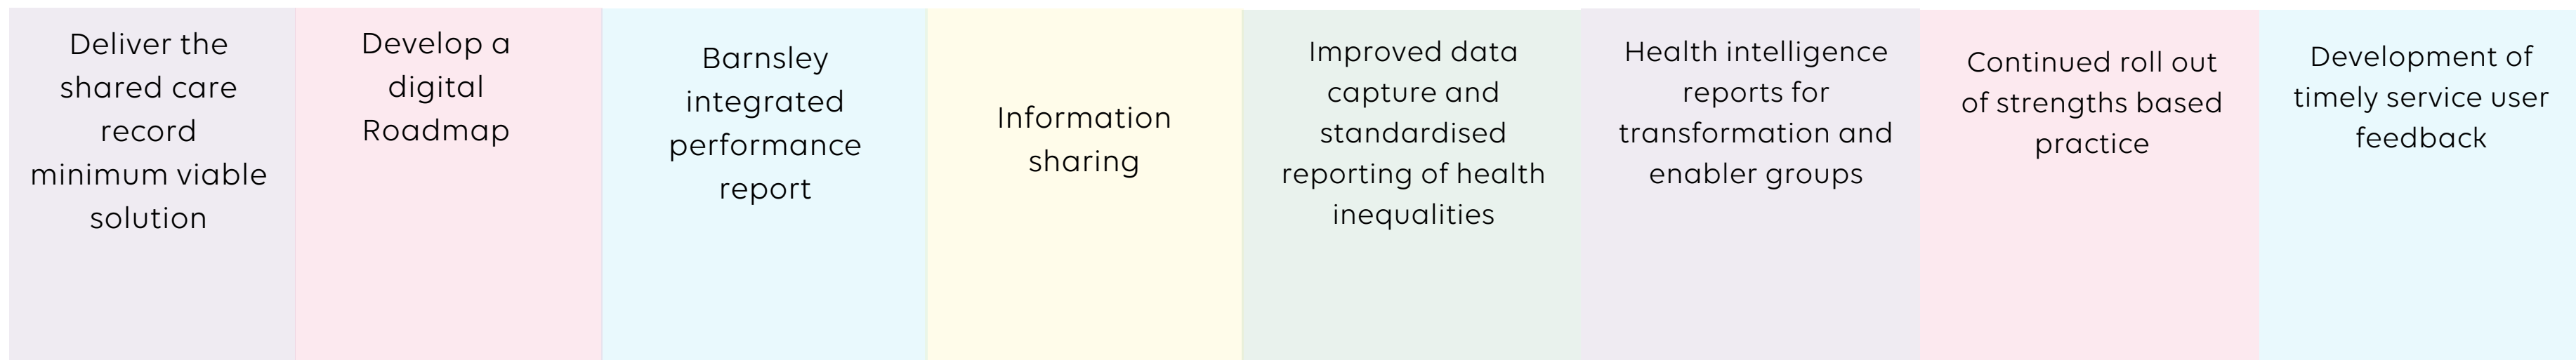 Deliver the
shared care
record
minimum viable
solution
Develop a
digital
Roadmap
Barnsley
integrated
performance
report
Information
sharing
Improved data
capture and
standardised
reporting of health
inequalities
Health intelligence
reports for
transformation and
enabler groups
Continued roll out
of strengths based
practice
Development of
timely service user
feedback